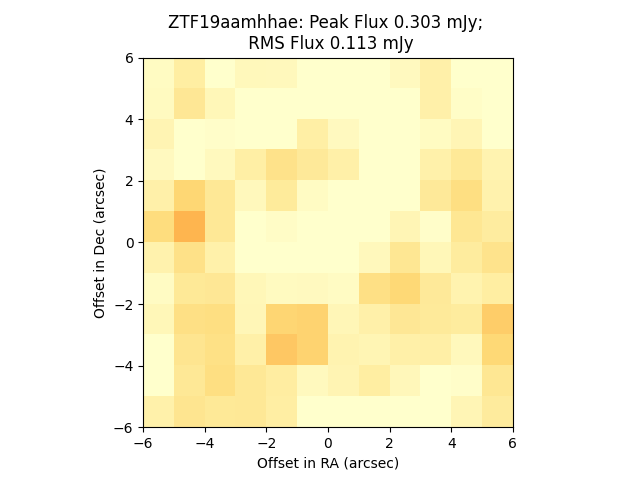 ZTF19aamhhae: Peak Flux 0.303 mJy;
RMS Flux 0.113 mJy
6
4
2
0
−2
−4
−6
Offset in Dec (arcsec)
−6 −4 −2 0 2 4 6
Offset in RA (arcsec)